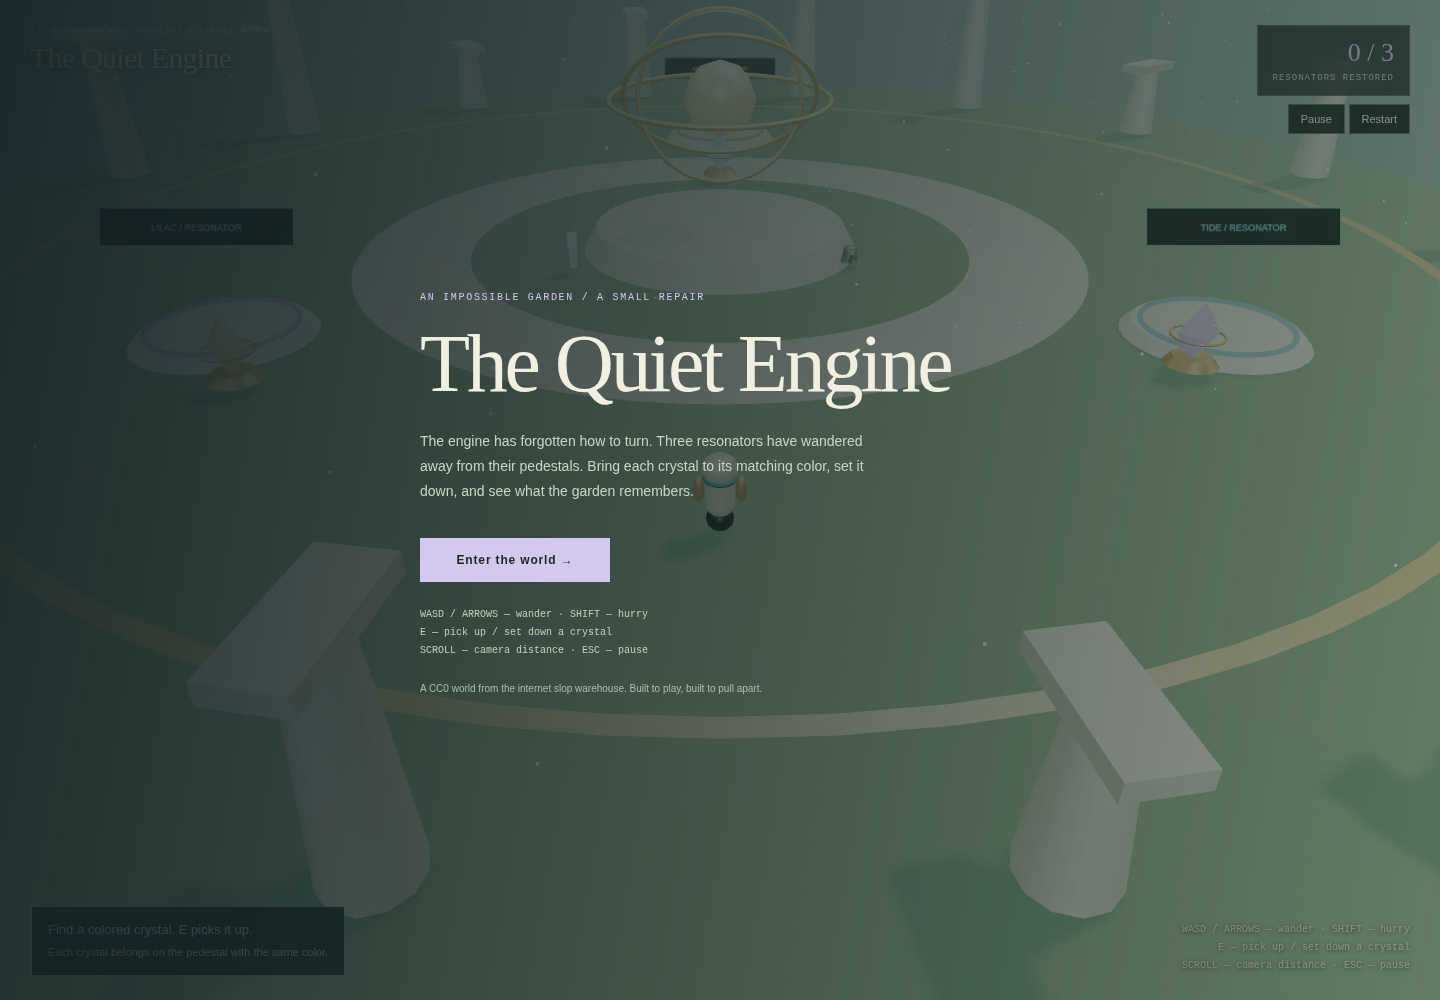 The Quiet Engine
0 / 3
RESONATORS RESTORED
Pause
Restart
LILAC / RESONATOR
TIDE / RESONATOR
AN IMPOSSIBLE GARDEN / A SMALL REPAIR
The Quiet Engine
The engine has forgotten how to turn. Three resonators have wandered
away from their pedestals. Bring each crystal to its matching color, set it
down, and see what the garden remembers.
Enter the world →
WASD / ARROWS — wander · SHIFT — hurry
E — pick up / set down a crystal
SCROLL — camera distance · ESC — pause
A CC0 world from the internet slop warehouse. Built to play, built to pull apart.
Find a colored crystal. E picks it up.
Each crystal belongs on the pedestal with the same color.
WASD / ARROWS — wander · SHIFT — hurry
E — pick up / set down a crystal
SCROLL — camera distance · ESC — pause